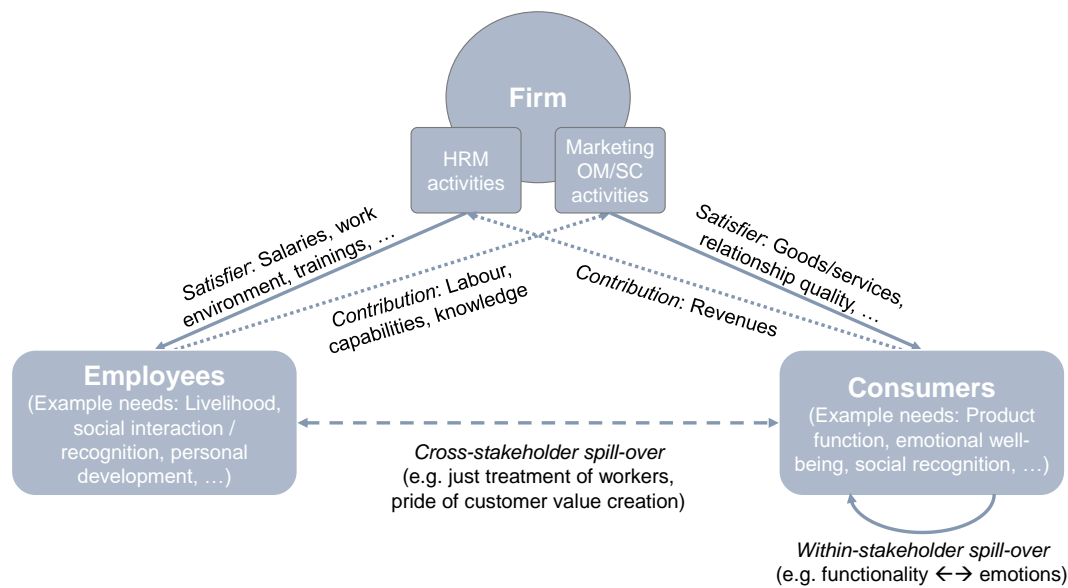 Firm
HRM
activities
Marketing
OM/SC
activities
Satisfier: Salaries, work
environment, trainings, …
Contribution: Labour,
capabilities, knowledge
Satisfier: Goods/services,
relationship quality, …
Contribution: Revenues
Employees
(Example needs: Livelihood,
social interaction /
recognition, personal
development, …)
Consumers
(Example needs: Product
function, emotional well-
being, social recognition, …)
Cross-stakeholder spill-over
(e.g. just treatment of workers,
pride of customer value creation)
Within-stakeholder spill-over
(e.g. functionality ←→ emotions)